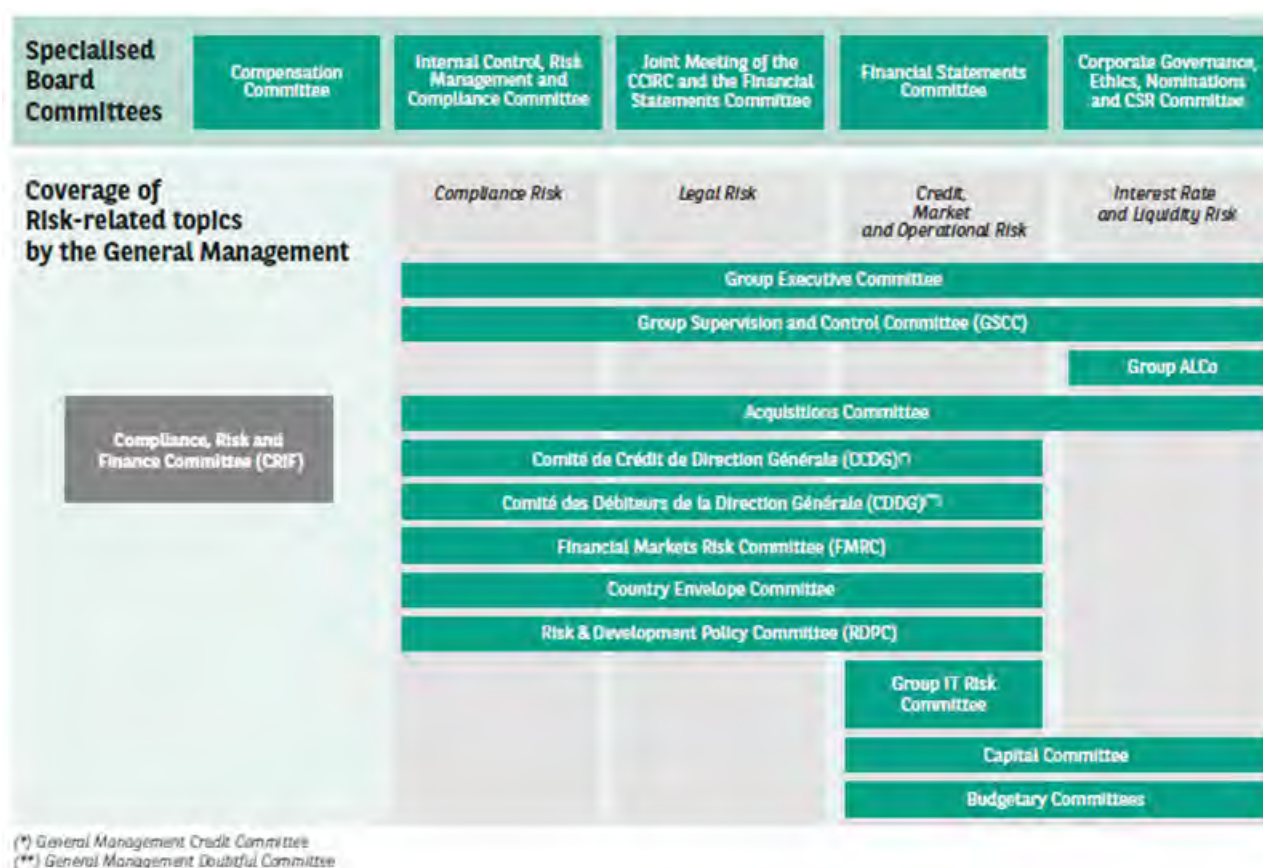 Specialised
Board
Committees
Compensation
Committee
Internal Control, Risk
Management and
Compliance Committee
Joint Meeting of the
CCIRC and the Financial
Statements Committee
Financial Statements
Committee
Corporate Governance,
Ethics, Nominations
and CSR Committee
Coverage of
Risk-related topics
by the General Management
Compliance Risk
Legal Risk
Credit,
Market
and Operational Risk
Interest Rate
and Liquidity Risk
Group Executive Committee
Group Supervision and Control Committee (GSCC)
Group ALCo
Acquisitions Committee
Compliance, Risk and
Finance Committee (CRIF)
Comité de Crédit de Direction Générale (CCDG)(*)
Comité des Débiteurs de la Direction Générale (CDDG)(**)
Financial Markets Risk Committee (FMRC)
Country Envelope Committee
Risk & Development Policy Committee (RDPC)
Group IT Risk
Committee
Capital Committee
Budgetary Committees
(*) General Management Credit Committee
(**) General Management Doubtful Committee